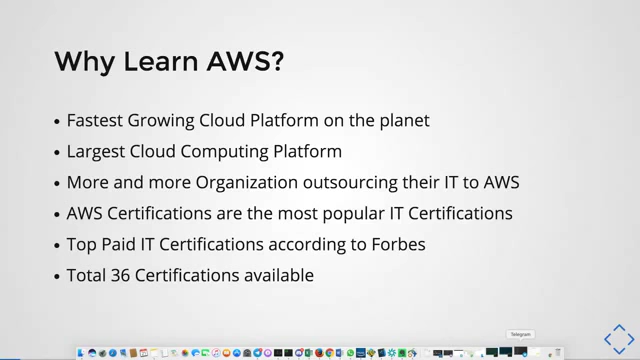 Why Learn AWS?
Fastest Growing Cloud Platform on the planet
Largest Cloud Computing Platform
More and more Organization outsourcing their IT to AWS
AWS Certifications are the most popular IT Certifications
Top Paid IT Certifications according to Forbes
Total 36 Certifications available
Telegram